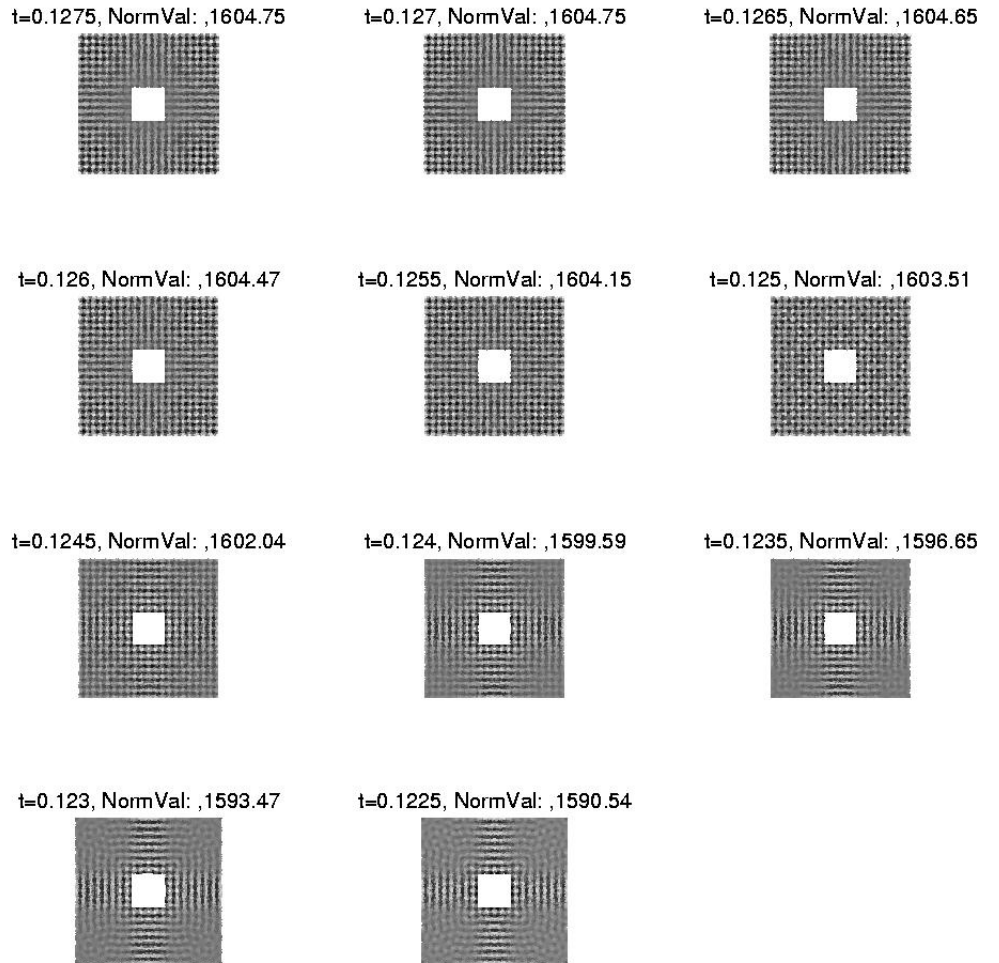 t=0.1275, NormVal: ,1604.75
t=0.127, NormVal: ,1604.75
t=0.1265, NormVal: ,1604.65
t=0.126, NormVal: ,1604.47
t=0.1255, NormVal: ,1604.15
t=0.125, NormVal: ,1603.51
t=0.1245, NormVal: ,1602.04
t=0.124, NormVal: ,1599.59
t=0.1235, NormVal: ,1596.65
t=0.123, NormVal: ,1593.47
t=0.1225, NormVal: ,1590.54